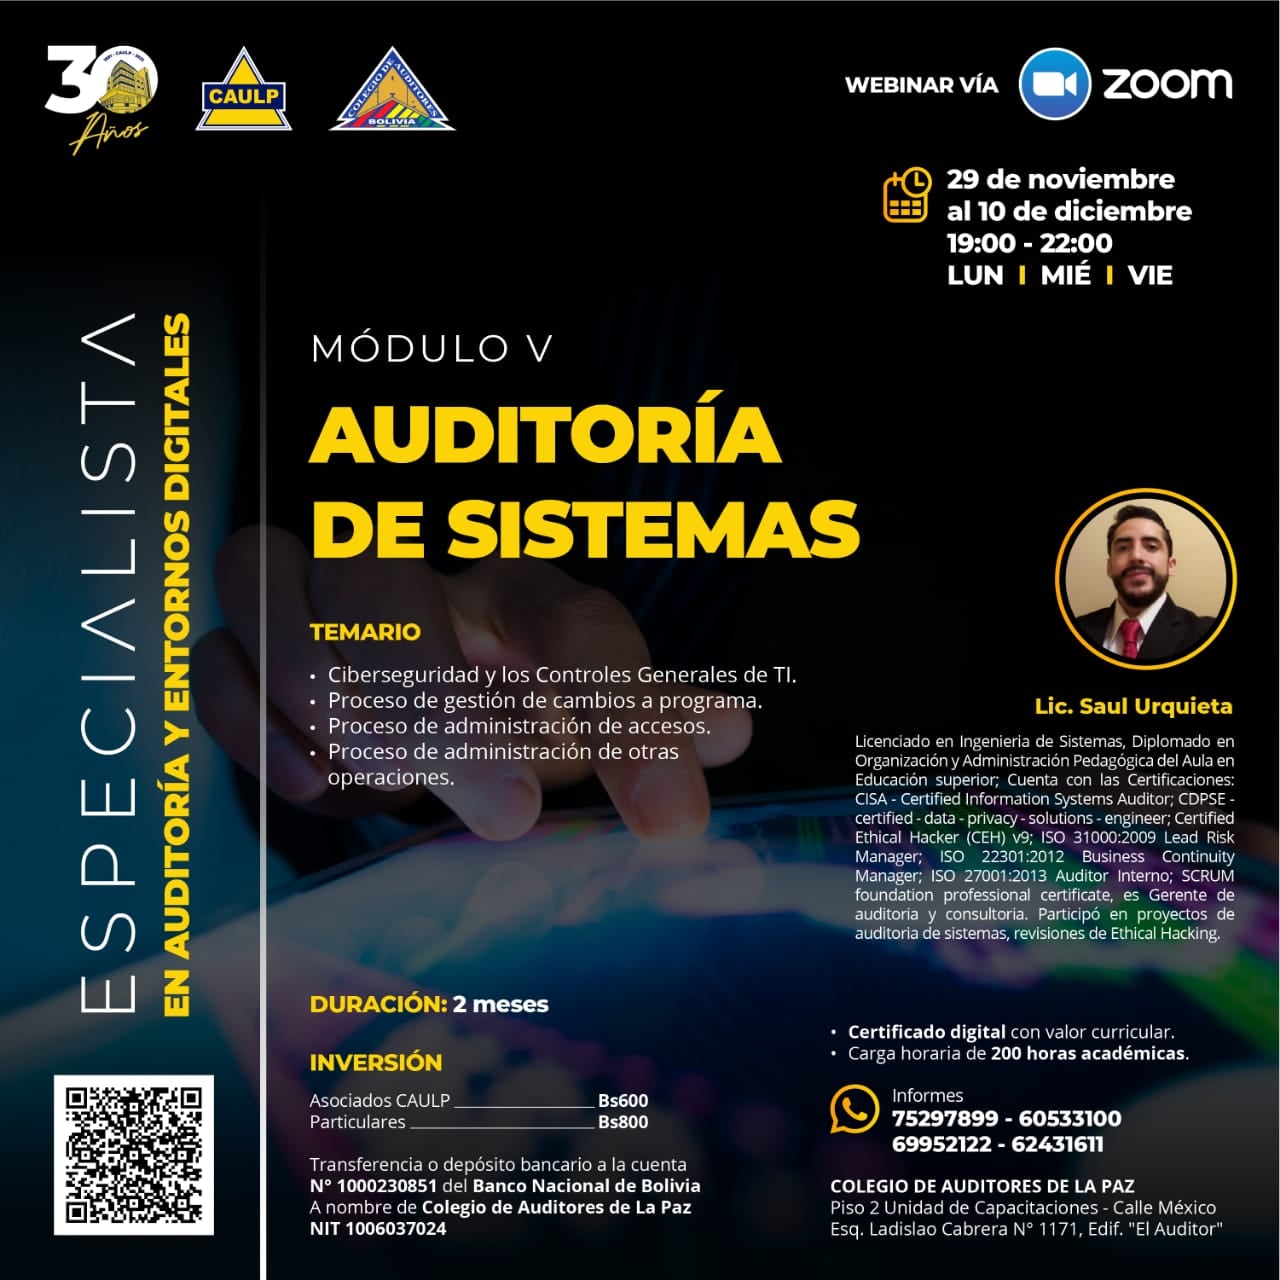 30
1991 - CAULP - 2021
Años
CAULP
COLEGIO DE AUDITORES
BOLIVIA
WEBINAR VÍA
zoom
29 de noviembre
al 10 de diciembre
19:00 - 22:00
LUN I MIÉ I VIE
ESPECIALISTA
EN AUDITORÍA Y ENTORNOS DIGITALES
MÓDULO V
AUDITORÍA
DE SISTEMAS
TEMARIO
• Ciberseguridad y los Controles Generales de TI.
• Proceso de gestión de cambios a programa.
• Proceso de administración de accesos.
• Proceso de administración de otras
operaciones.
Lic. Saul Urquieta
Licenciado en Ingenieria de Sistemas, Diplomado en
Organización y Administración Pedagógica del Aula en
Educación superior; Cuenta con las Certificaciones:
CISA - Certified Information Systems Auditor; CDPSE -
certified - data - privacy - solutions - engineer; Certified
Ethical Hacker (CEH) v9; ISO 31000:2009 Lead Risk
Manager; ISO 22301:2012 Business Continuity
Manager; ISO 27001:2013 Auditor Interno; SCRUM
foundation professional certificate, es Gerente de
auditoria y consultoria. Participó en proyectos de
auditoria de sistemas, revisiones de Ethical Hacking.
DURACIÓN: 2 meses
INVERSIÓN
Asociados CAULP ______________ Bs600
Particulares ___________________ Bs800
Transferencia o depósito bancario a la cuenta
N° 1000230851 del Banco Nacional de Bolivia
A nombre de Colegio de Auditores de La Paz
NIT 1006037024
• Certificado digital con valor curricular.
• Carga horaria de 200 horas académicas.
Informes
75297899 - 60533100
69952122 - 62431611
COLEGIO DE AUDITORES DE LA PAZ
Piso 2 Unidad de Capacitaciones - Calle México
Esq. Ladislao Cabrera N° 1171, Edif. "El Auditor"